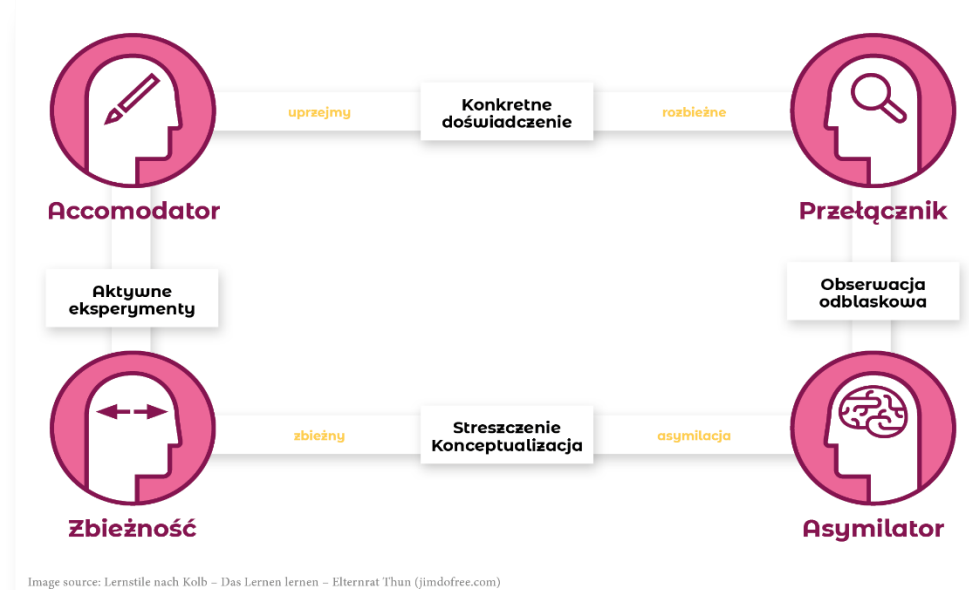 uprzejmy
Konkretne
doświadczenie
rozbieżne
Accomodator
Przełącznik
Aktywne
eksperymenty
Obserwacja
odblaskowa
zbieżny
Streszczenie
Konceptualizacja
asymilacja
Zbieżność
Asymilator
Image source: Lernstile nach Kolb – Das Lernen lernen – Elternrat Thun (jimdofree.com)